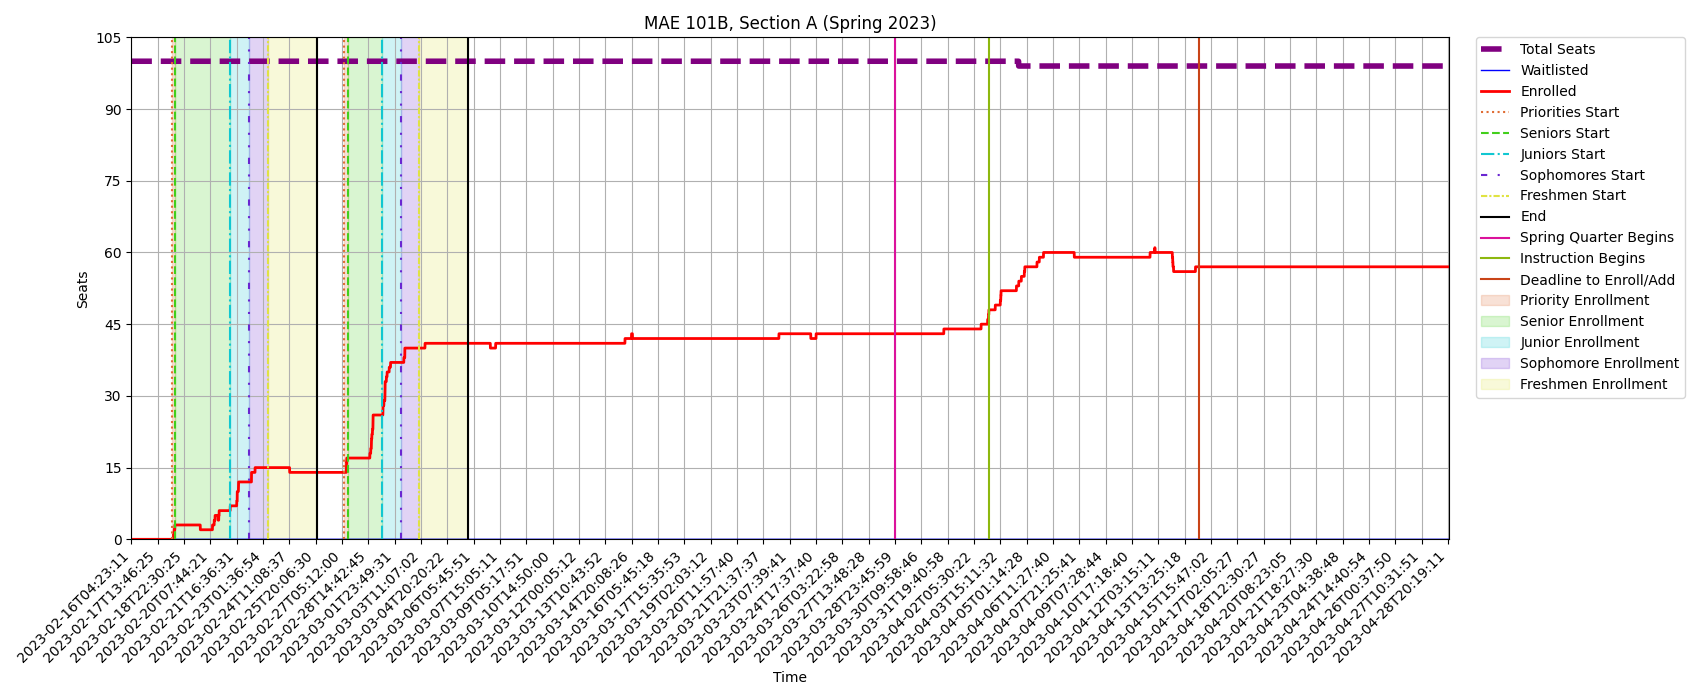 MAE 101B, Section A (Spring 2023)
105
90
75
60
45
30
15
0
Seats
2023-02-16T04:23:11
2023-02-17T13:46:25
2023-02-18T22:30:25
2023-02-20T07:44:21
2023-02-21T16:36:31
2023-02-23T01:36:54
2023-02-24T11:08:37
2023-02-25T20:06:30
2023-02-27T05:12:00
2023-02-28T14:42:45
2023-03-01T23:49:31
2023-03-03T11:07:02
2023-03-04T20:20:22
2023-03-06T05:45:51
2023-03-07T15:05:11
2023-03-09T05:17:51
2023-03-10T14:50:00
2023-03-12T00:05:12
2023-03-13T10:43:52
2023-03-14T20:08:26
2023-03-16T05:45:18
2023-03-17T15:35:53
2023-03-19T02:03:12
2023-03-20T11:57:40
2023-03-21T21:37:37
2023-03-23T07:39:41
2023-03-24T17:37:40
2023-03-26T03:22:58
2023-03-27T13:48:28
2023-03-28T23:45:59
2023-03-30T09:58:46
2023-03-31T19:40:58
2023-04-02T05:30:22
2023-04-03T15:11:32
2023-04-05T01:14:28
2023-04-06T11:27:40
2023-04-07T21:25:41
2023-04-09T07:28:44
2023-04-10T17:18:40
2023-04-12T03:15:11
2023-04-13T13:25:18
2023-04-15T15:47:02
2023-04-17T02:05:27
2023-04-18T12:30:27
2023-04-20T08:23:05
2023-04-21T18:27:30
2023-04-23T04:38:48
2023-04-24T14:40:54
2023-04-26T00:37:50
2023-04-27T10:31:51
2023-04-28T20:19:11
Time
Total Seats
Waitlisted
Enrolled
Priorities Start
Seniors Start
Juniors Start
Sophomores Start
Freshmen Start
End
Spring Quarter Begins
Instruction Begins
Deadline to Enroll/Add
Priority Enrollment
Senior Enrollment
Junior Enrollment
Sophomore Enrollment
Freshmen Enrollment